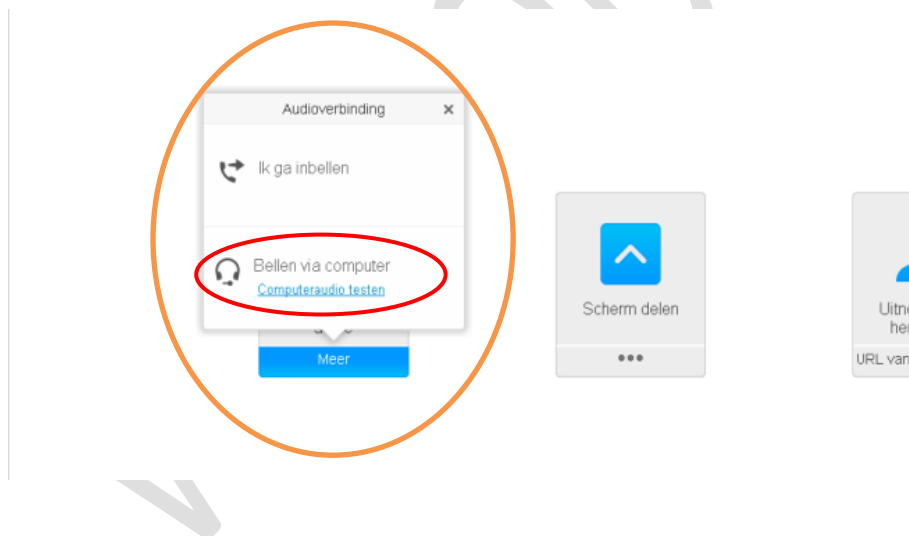 Audioverbinding
Ik ga inbellen
Bellen via computer
Computeraudio testen
Meer
Scherm delen
URL van